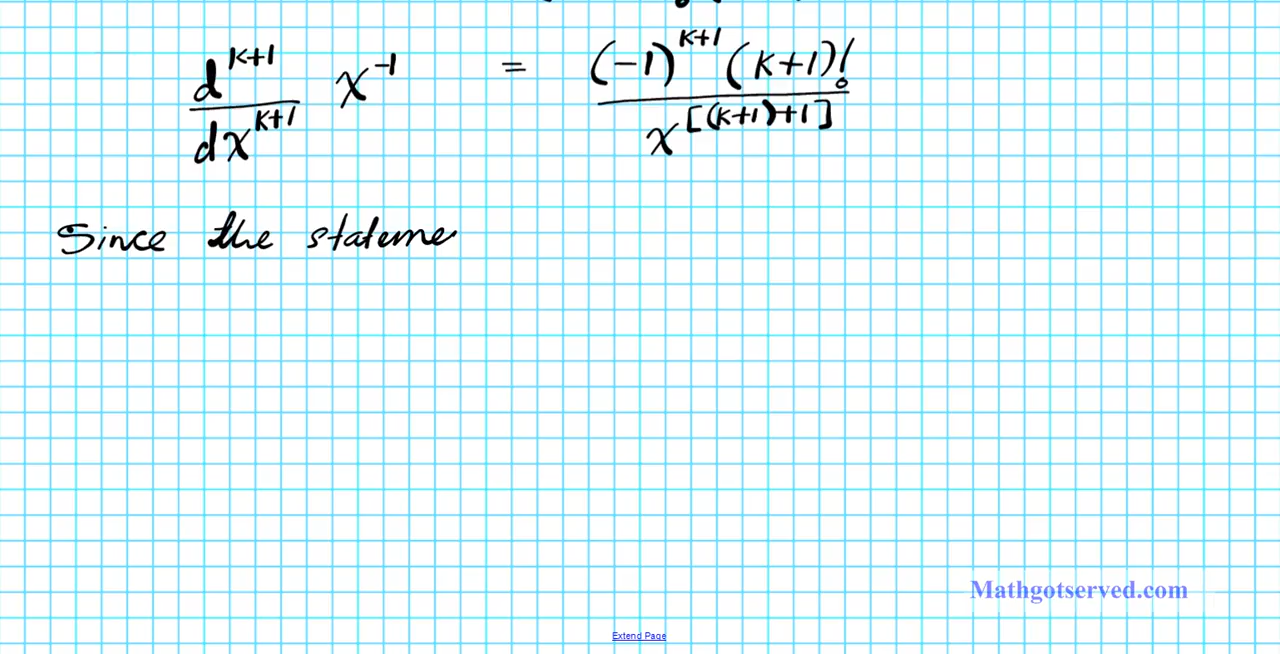 d^{k+1}/dx^{k+1} x^{-1} = (-1)^{k+1} (k+1)! / x^{[(k+1)+1]}
Since the stateme
Mathgotserved.com
Extend Page